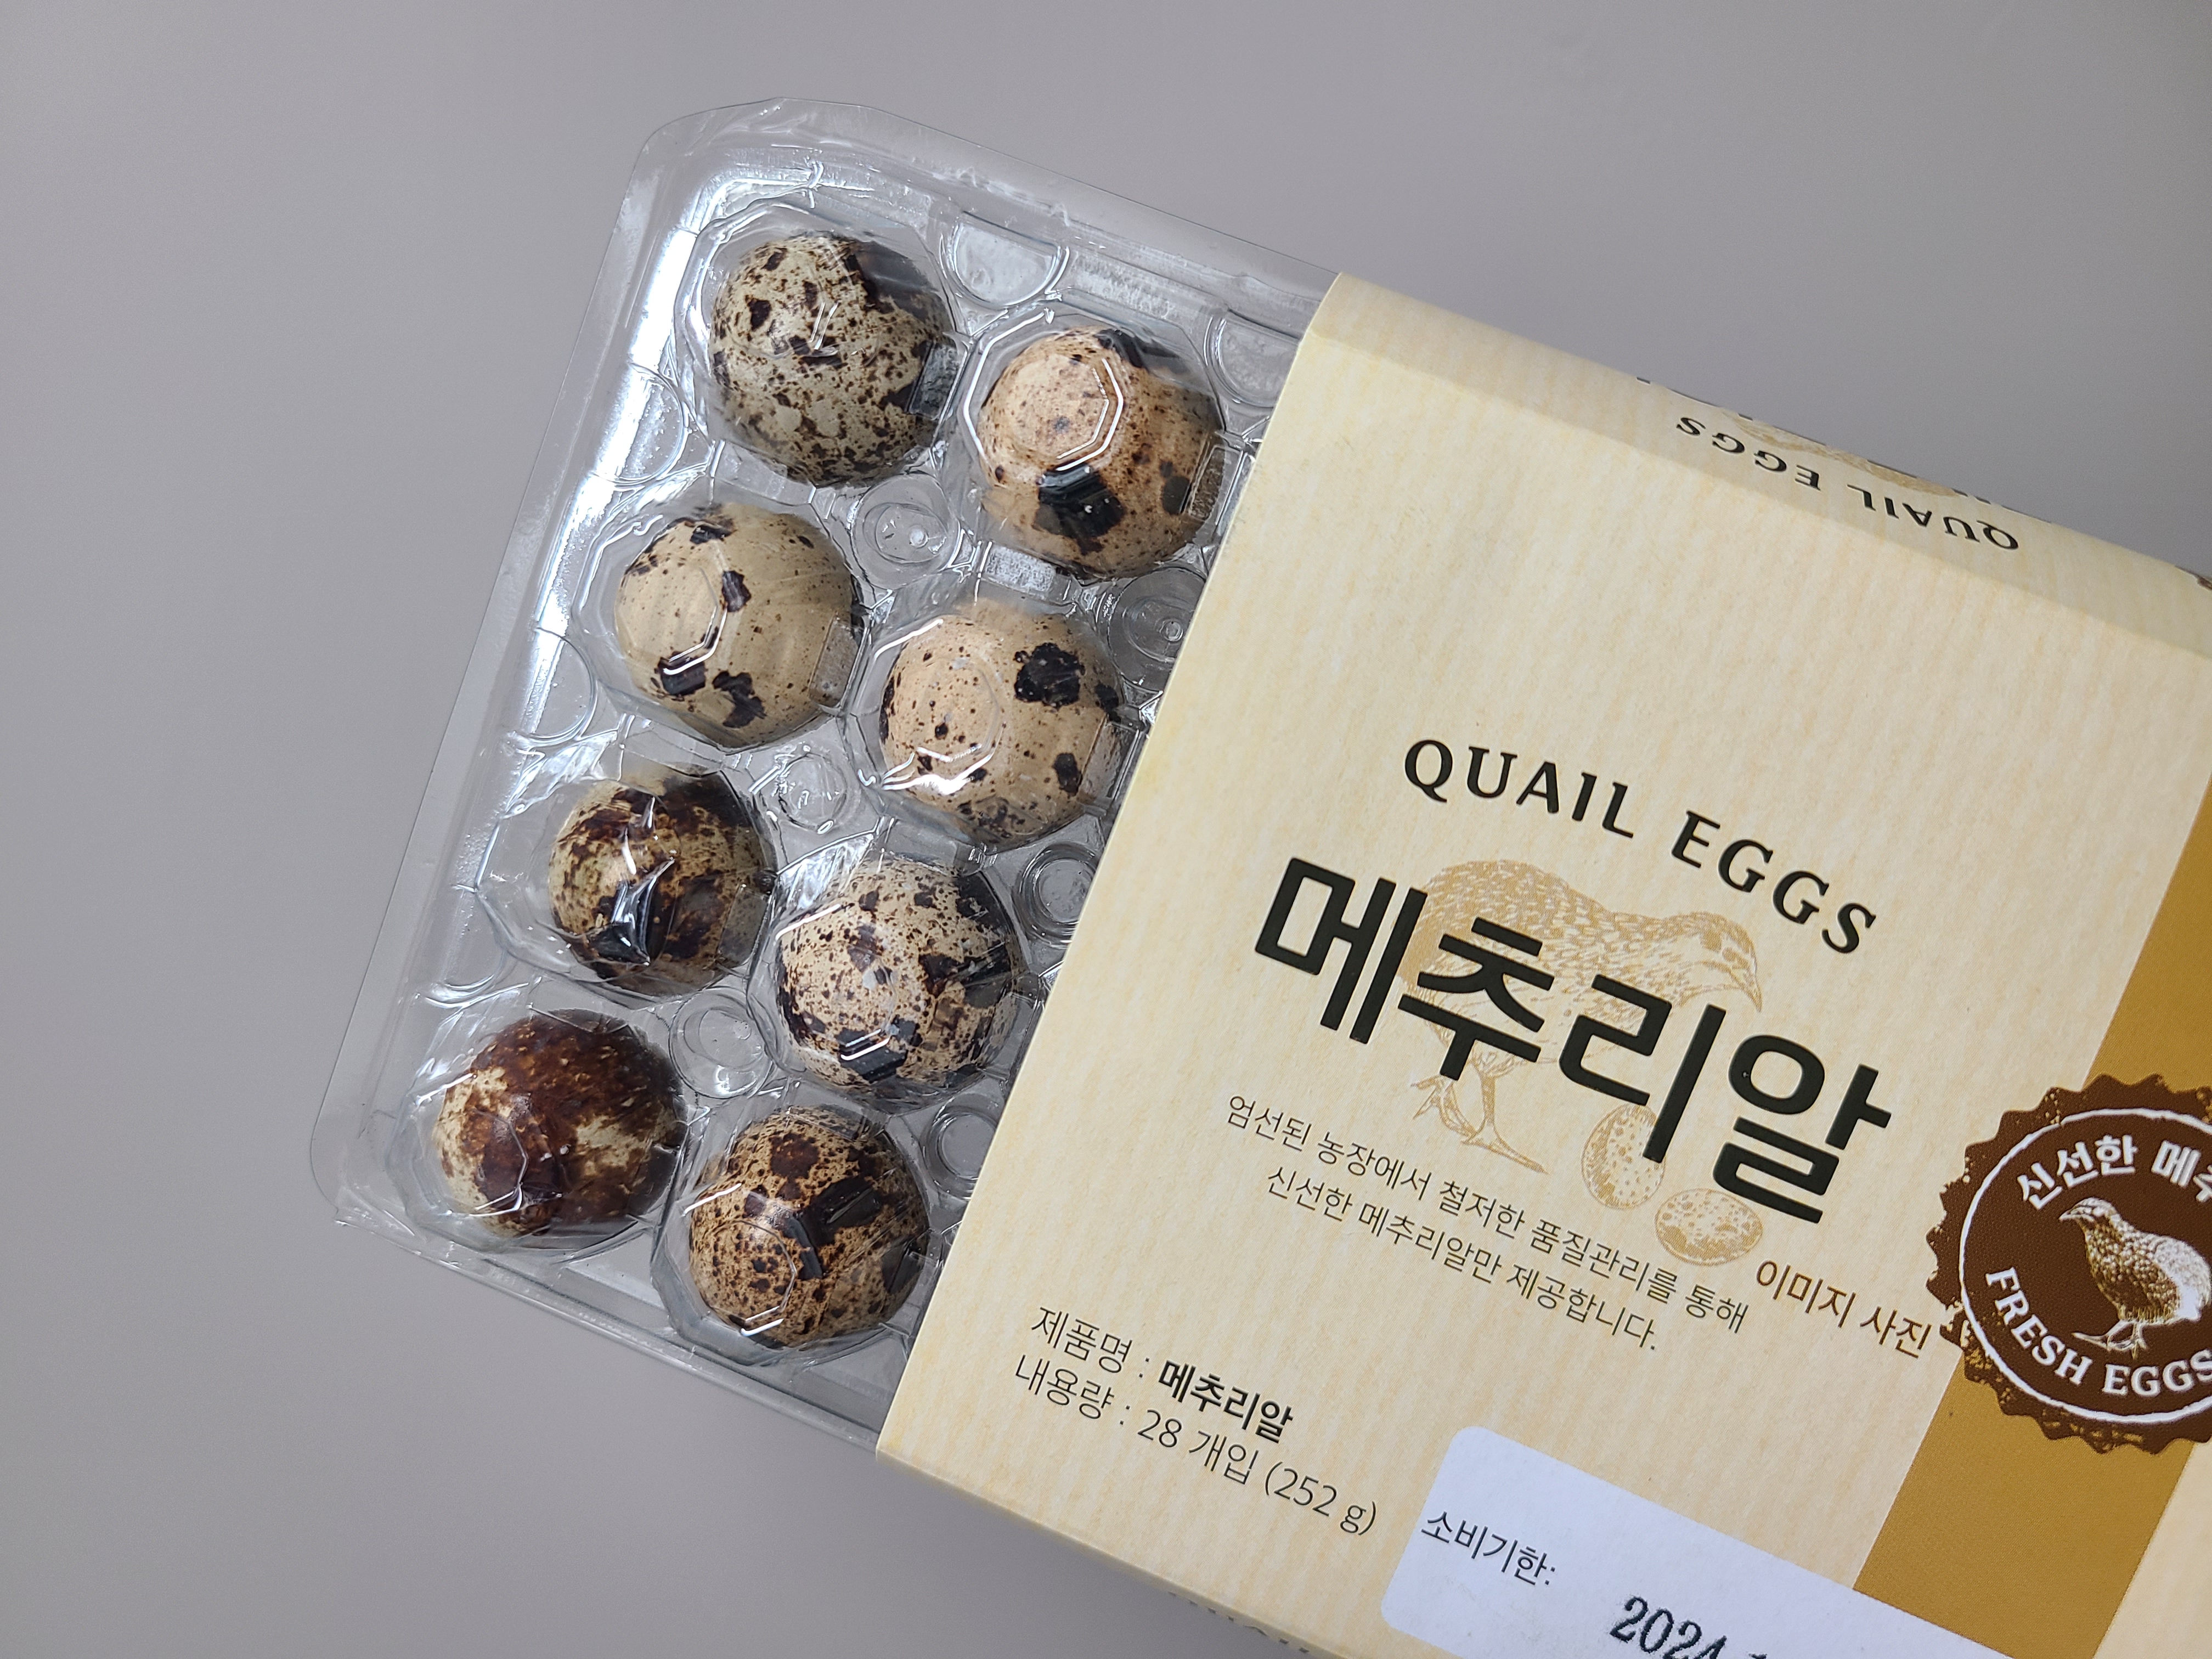 QUAIL EGGS
QUAIL EGGS
메추리알
엄선된 농장에서 철저한 품질관리를 통해
신선한 메추리알만 제공합니다.
이미지 사진
신선한
FRESH EGGS
제품명 : 메추리알
내용량 : 28 개입 (252 g)
소비기한:
2024